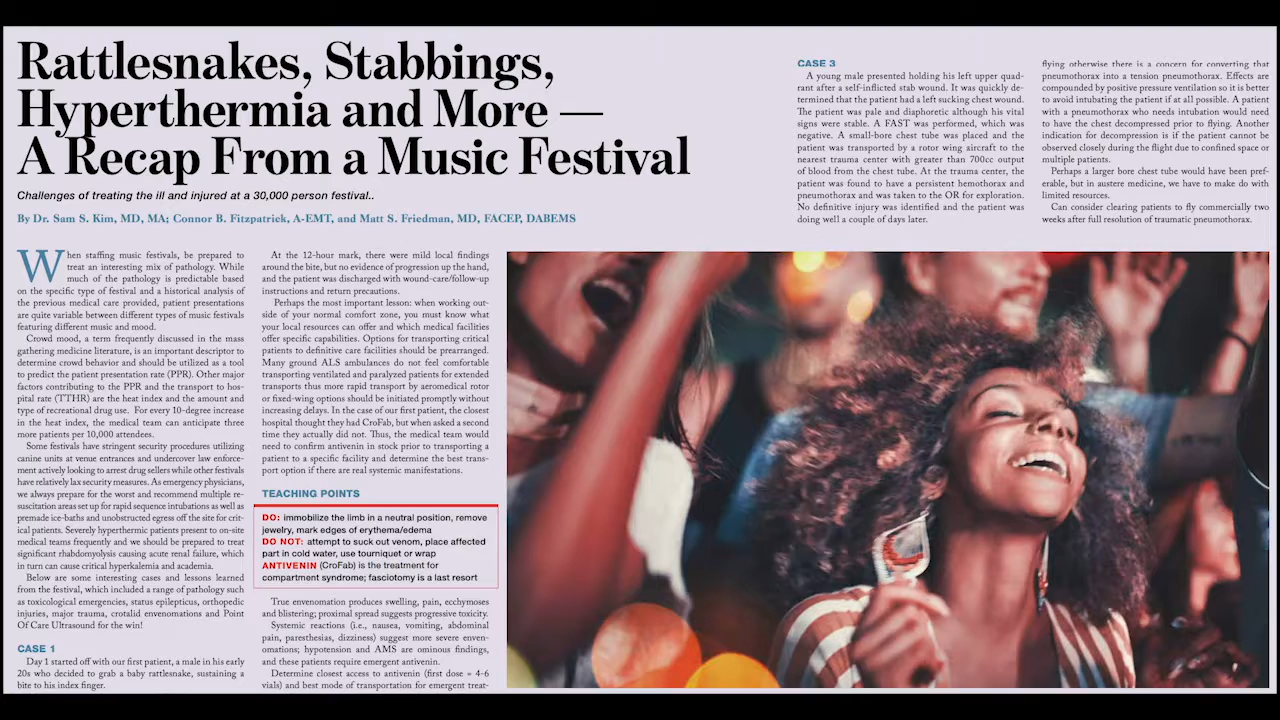 Rattlesnakes, Stabbings,
Hyperthermia and More —
A Recap From a Music Festival
Challenges of treating the ill and injured at a 30,000 person festival..
By Dr. Sam S. Kim, MD, MA; Connor B. Fitzpatrick, A-EMT, and Matt S. Friedman, MD, FACEP, DABEMS
When staffing music festivals, be prepared to
treat an interesting mix of pathology. While
much of the pathology is predictable based
on the specific type of festival and a historical analysis of
the previous medical care provided, patient presentations
are quite variable between different types of music festivals
featuring different music and mood.
Crowd mood, a term frequently discussed in the mass
gathering medicine literature, is an important descriptor to
determine crowd behavior and should be utilized as a tool
to predict the patient presentation rate (PPR). Other major
factors contributing to the PPR and the transport to hos-
pital rate (TTHR) are the heat index and the amount and
type of recreational drug use. For every 10-degree increase
in the heat index, the medical team can anticipate three
more patients per 10,000 attendees.
Some festivals have stringent security procedures utilizing
canine units at venue entrances and undercover law enforce-
ment actively looking to arrest drug sellers while other festivals
have relatively lax security measures. As emergency physicians,
we always prepare for the worst and recommend multiple re-
suscitation areas set up for rapid sequence intubations as well as
premade ice-baths and unobstructed egress off the site for crit-
ical patients. Severely hyperthermic patients present to on-site
medical teams frequently and we should be prepared to treat
significant rhabdomyolysis causing acute renal failure, which
in turn can cause critical hyperkalemia and academia.
Below are some interesting cases and lessons learned
from the festival, which included a range of pathology such
as toxicological emergencies, status epilepticus, orthopedic
injuries, major trauma, crotalid envenomations and Point
Of Care Ultrasound for the win!
CASE 1
Day 1 started off with our first patient, a male in his early
20s who decided to grab a baby rattlesnake, sustaining a
bite to his index finger.
At the 12-hour mark, there were mild local findings
around the bite, but no evidence of progression up the hand,
and the patient was discharged with wound-care/follow-up
instructions and return precautions.
Perhaps the most important lesson: when working out-
side of your normal comfort zone, you must know what
your local resources can offer and which medical facilities
offer specific capabilities. Options for transporting critical
patients to definitive care facilities should be prearranged.
Many ground ALS ambulances do not feel comfortable
transporting ventilated and paralyzed patients for extended
transports thus more rapid transport by aeromedical rotor
or fixed-wing options should be initiated promptly without
increasing delays. In the case of our first patient, the closest
hospital thought they had CroFab, but when asked a second
time they actually did not. Thus, the medical team would
need to confirm antivenin in stock prior to transporting a
patient to a specific facility and determine the best trans-
port option if there are real systemic manifestations.
TEACHING POINTS
DO: immobilize the limb in a neutral position, remove
jewelry, mark edges of erythema/edema
DO NOT: attempt to suck out venom, place affected
part in cold water, use tourniquet or wrap
ANTIVENIN (CroFab) is the treatment for
compartment syndrome; fasciotomy is a last resort
True envenomation produces swelling, pain, ecchymoses
and blistering; proximal spread suggests progressive toxicity.
Systemic reactions (i.e., nausea, vomiting, abdominal
pain, paresthesias, dizziness) suggest more severe enven-
omations; hypotension and AMS are ominous findings,
and these patients require emergent antivenin.
Determine closest access to antivenin (first dose = 4-6
vials) and best mode of transportation for emergent treat-
CASE 3
A young male presented holding his left upper quad-
rant after a self-inflicted stab wound. It was quickly de-
termined that the patient had a left sucking chest wound.
The patient was pale and diaphoretic although his vital
signs were stable. A FAST was performed, which was
negative. A small-bore chest tube was placed and the
patient was transported by a rotor wing aircraft to the
nearest trauma center with greater than 700cc output
of blood from the chest tube. At the trauma center, the
patient was found to have a persistent hemothorax and
pneumothorax and was taken to the OR for exploration.
No definitive injury was identified and the patient was
doing well a couple of days later.
flying otherwise there is a concern for converting that
pneumothorax into a tension pneumothorax. Effects are
compounded by positive pressure ventilation so it is better
to avoid intubating the patient if at all possible. A patient
with a pneumothorax who needs intubation would need
to have the chest decompressed prior to flying. Another
indication for decompression is if the patient cannot be
observed closely during the flight due to confined space or
multiple patients.
Perhaps a larger bore chest tube would have been pref-
erable, but in austere medicine, we have to make do with
limited resources.
Can consider clearing patients to fly commercially two
weeks after full resolution of traumatic pneumothorax.